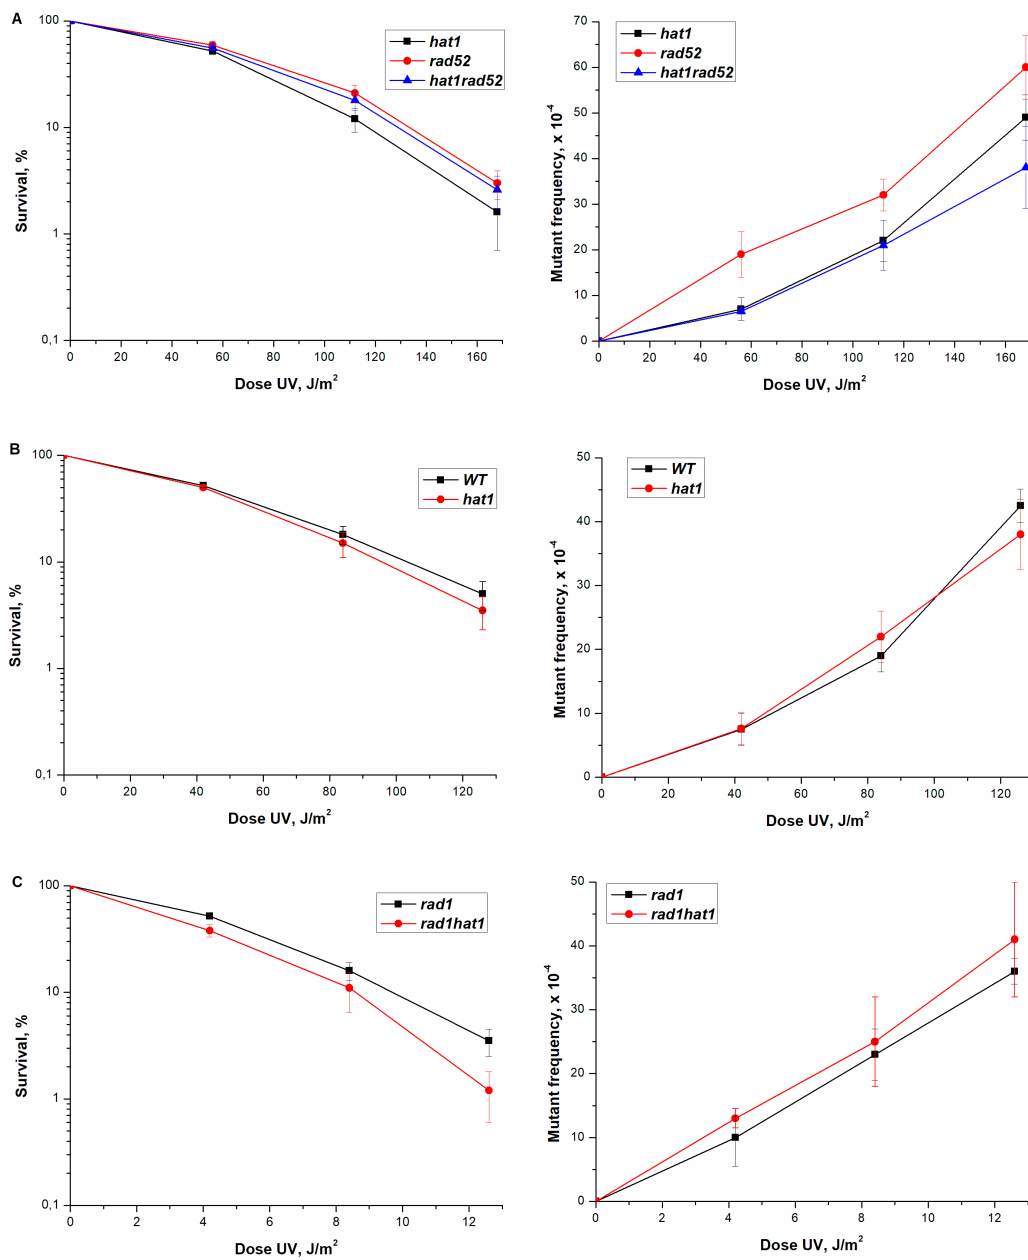 A
hat1
rad52
hat1rad52
100
10
1
0,1
Survival, %
0 20 40 60 80 100 120 140 160
Dose UV, J/m²
hat1
rad52
hat1rad52
70
60
50
40
30
20
10
0
Mutant frequency, x 10⁻⁴
0 20 40 60 80 100 120 140 160
Dose UV, J/m²
B
WT
hat1
100
10
1
0,1
Survival, %
0 20 40 60 80 100 120
Dose UV, J/m²
WT
hat1
50
40
30
20
10
0
Mutant frequency, x 10⁻⁴
0 20 40 60 80 100 120
Dose UV, J/m²
C
rad1
rad1hat1
100
10
1
0,1
Survival, %
0 2 4 6 8 10 12
Dose UV, J/m²
rad1
rad1hat1
50
40
30
20
10
0
Mutant frequency, x 10⁻⁴
0 2 4 6 8 10 12
Dose UV, J/m²